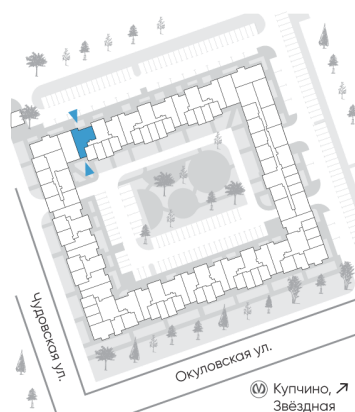 Чудовская ул.
Окуловская ул.
Купчино, ↗
Звёздная